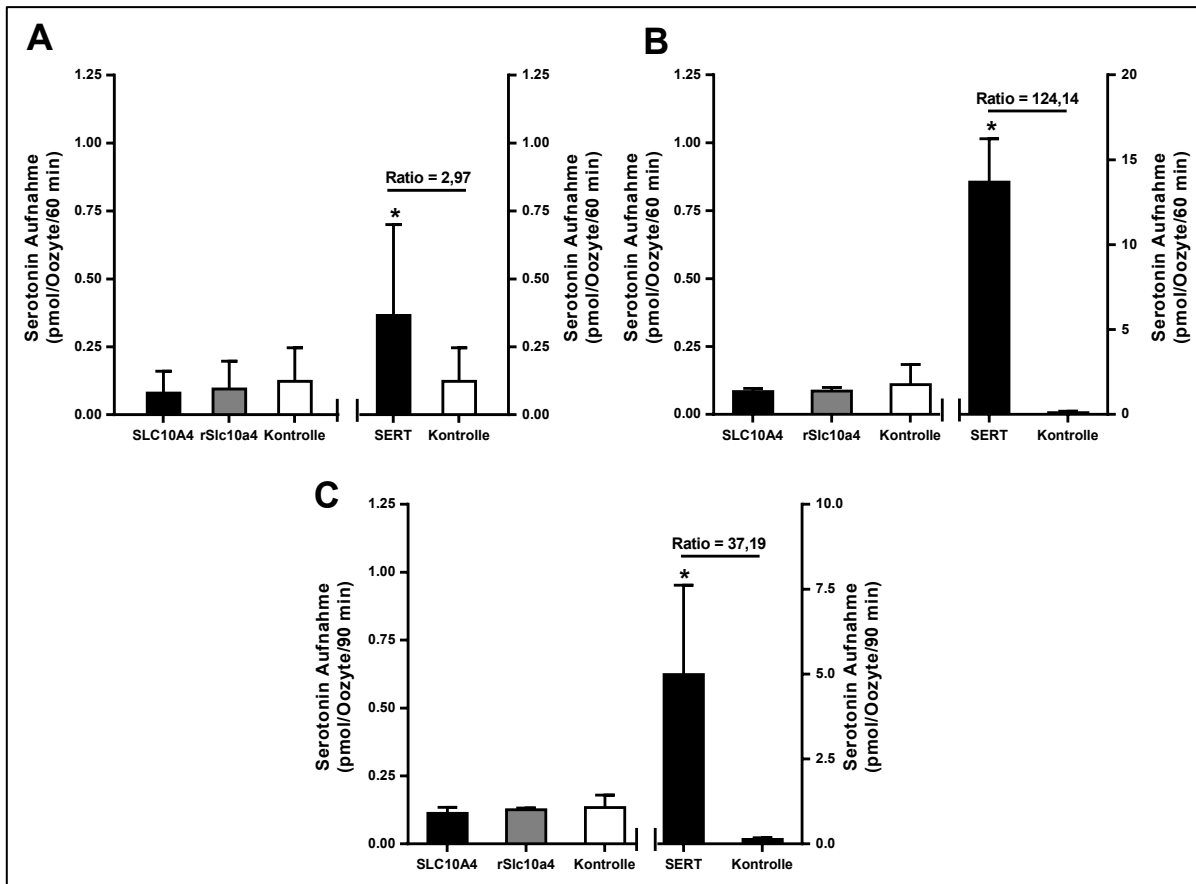 A
Serotonin Aufnahme
(pmol/Oozyte/60 min)
1.25
1.00
0.75
0.50
0.25
0.00
SLC10A4 rSlc10a4 Kontrolle
Ratio = 2,97
*
SERT Kontrolle
1.25
1.00
0.75
0.50
0.25
0.00
Serotonin Aufnahme
(pmol/Oozyte/60 min)
B
Serotonin Aufnahme
(pmol/Oozyte/60 min)
1.25
1.00
0.75
0.50
0.25
0.00
SLC10A4 rSlc10a4 Kontrolle
Ratio = 124,14
*
SERT Kontrolle
20
15
10
5
0
Serotonin Aufnahme
(pmol/Oozyte/60 min)
C
Serotonin Aufnahme
(pmol/Oozyte/90 min)
1.25
1.00
0.75
0.50
0.25
0.00
SLC10A4 rSlc10a4 Kontrolle
Ratio = 37,19
*
SERT Kontrolle
10.0
7.5
5.0
2.5
0.0
Serotonin Aufnahme
(pmol/Oozyte/90 min)